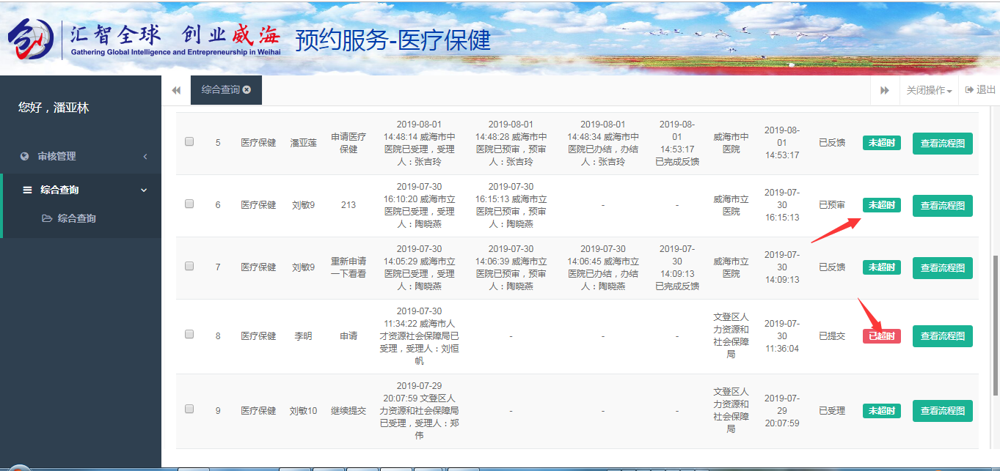 汇智全球 创业威海
Gathering Global Intelligence and Entrepreneurship in Weihai
预约服务-医疗保健
您好，潘亚林
审核管理
综合查询
综合查询
综合查询
关闭操作
退出
5
医疗保健
潘亚莲
申请医疗
保健
2019-08-01
14:48:14 威海市中
医院已受理，受理
人：张吉玲
2019-08-01
14:48:28 威海市中
医院已预审，预审
人：张吉玲
2019-08-01
14:48:34 威海市中
医院已办结，办结
人：张吉玲
2019-08-
01
14:53:17
已完成反馈
威海市中
医院
2019-08-
01
14:53:17
已反馈
未超时
查看流程图
6
医疗保健
刘敏9
213
2019-07-30
16:10:20 威海市立
医院已受理，受理
人：陶晓燕
2019-07-30
16:15:13 威海市立
医院已预审，预审
人：陶晓燕
-
-
威海市立
医院
2019-07-
30
16:15:13
已预审
未超时
查看流程图
7
医疗保健
刘敏9
重新申请
一下看看
2019-07-30
14:05:29 威海市立
医院已受理，受理
人：陶晓燕
2019-07-30
14:06:39 威海市立
医院已预审，预审
人：陶晓燕
2019-07-30
14:06:45 威海市立
医院已办结，办结
人：陶晓燕
2019-07-
30
14:09:13
已完成反馈
威海市立
医院
2019-07-
30
14:09:13
已反馈
未超时
查看流程图
8
医疗保健
李明
申请
2019-07-30
11:34:22 威海市人
才资源社会保障局已
受理，受理人：刘恒
帆
-
-
-
文登区人
力资源和
社会保障
局
2019-07-
30
11:36:04
已提交
已超时
查看流程图
9
医疗保健
刘敏10
继续提交
2019-07-29
20:07:59 文登区人
力资源和社会保障局
已受理，受理人：郑
伟
-
-
-
文登区人
力资源和
社会保障
局
2019-07-
29
20:07:59
已受理
未超时
查看流程图